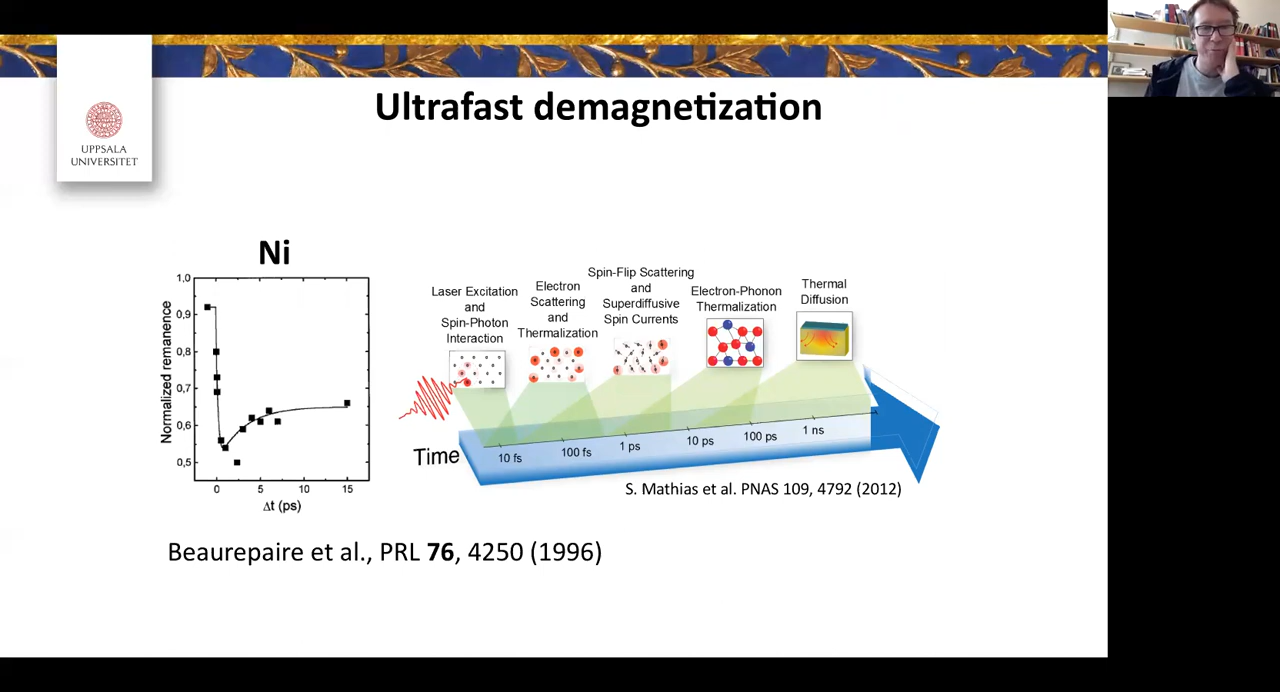 Ultrafast demagnetization
UPPSALA
UNIVERSITET
Ni
1,0
0,9
0,8
0,7
0,6
0,5
Normalized remanence
0
5
10
15
Δt (ps)
Laser Excitation
and
Spin-Photon
Interaction
Electron
Scattering
and
Thermalization
Spin-Flip Scattering
and
Superdiffusive
Spin Currents
Electron-Phonon
Thermalization
Thermal
Diffusion
Time
10 fs
100 fs
1 ps
10 ps
100 ps
1 ns
S. Mathias et al. PNAS 109, 4792 (2012)
Beaurepaire et al., PRL 76, 4250 (1996)